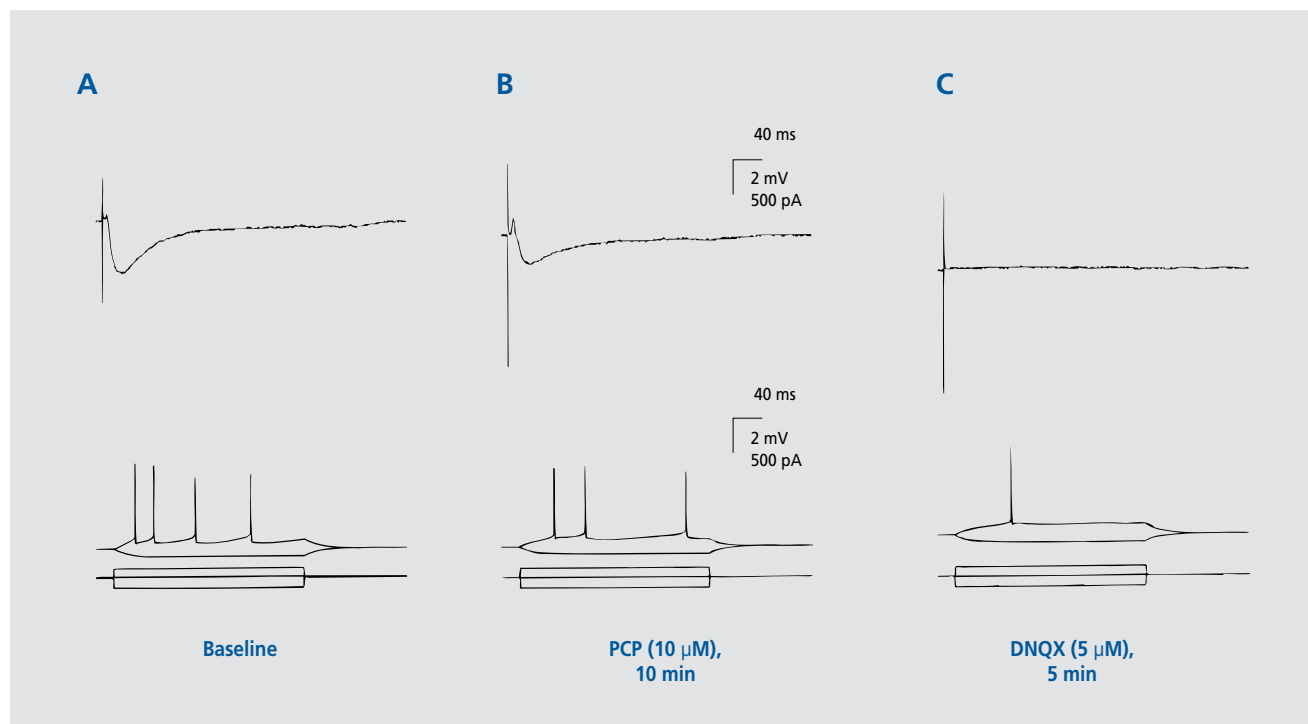 A
B
C
40 ms
2 mV
500 pA
40 ms
2 mV
500 pA
Baseline
PCP (10 μM),
10 min
DNQX (5 μM),
5 min